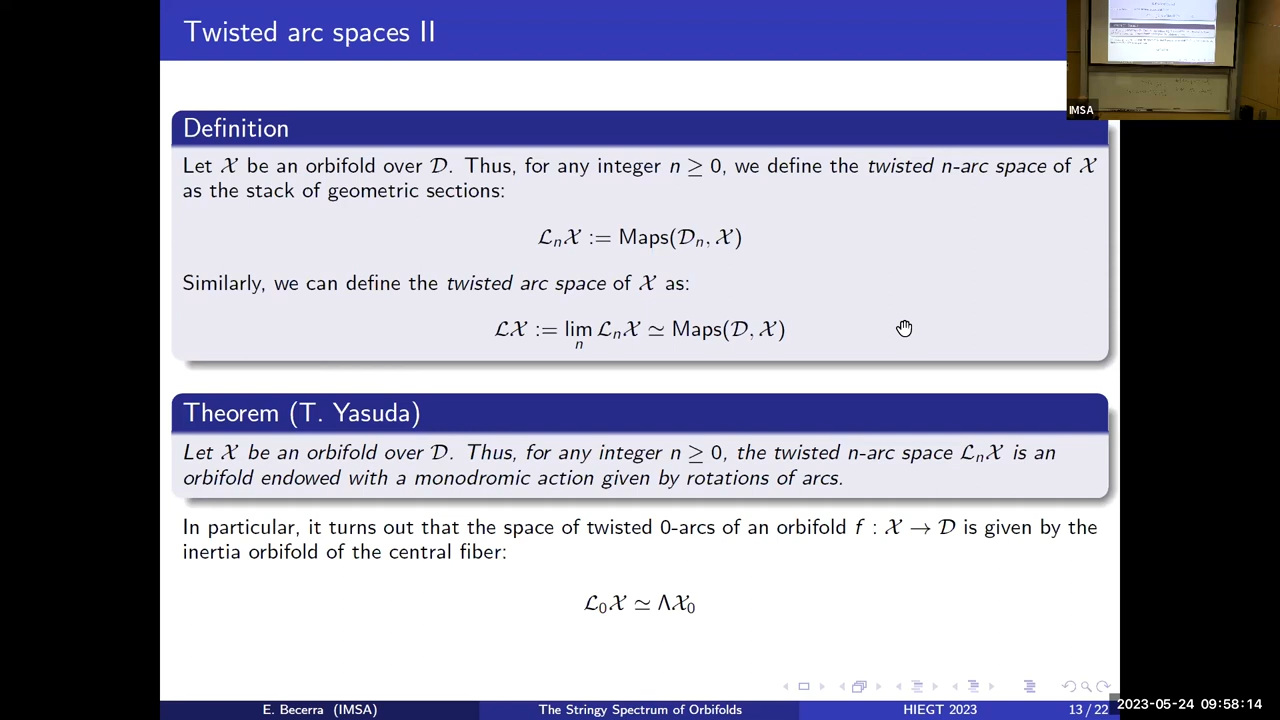 Twisted arc spaces II
IMSA
Definition
Let 𝒳 be an orbifold over 𝒟. Thus, for any integer n ≥ 0, we define the twisted n-arc space of 𝒳
as the stack of geometric sections:
ℒₙ𝒳 := Maps(𝒟ₙ, 𝒳)
Similarly, we can define the twisted arc space of 𝒳 as:
ℒ𝒳 := lim ℒₙ𝒳 ≃ Maps(𝒟, 𝒳)
n
Theorem (T. Yasuda)
Let 𝒳 be an orbifold over 𝒟. Thus, for any integer n ≥ 0, the twisted n-arc space ℒₙ𝒳 is an
orbifold endowed with a monodromic action given by rotations of arcs.
In particular, it turns out that the space of twisted 0-arcs of an orbifold f : 𝒳 → 𝒟 is given by the
inertia orbifold of the central fiber:
ℒ₀𝒳 ≃ Λ𝒳₀
E. Becerra (IMSA) The Stringy Spectrum of Orbifolds HIEGT 2023 13 / 22
2023-05-24 09:58:14